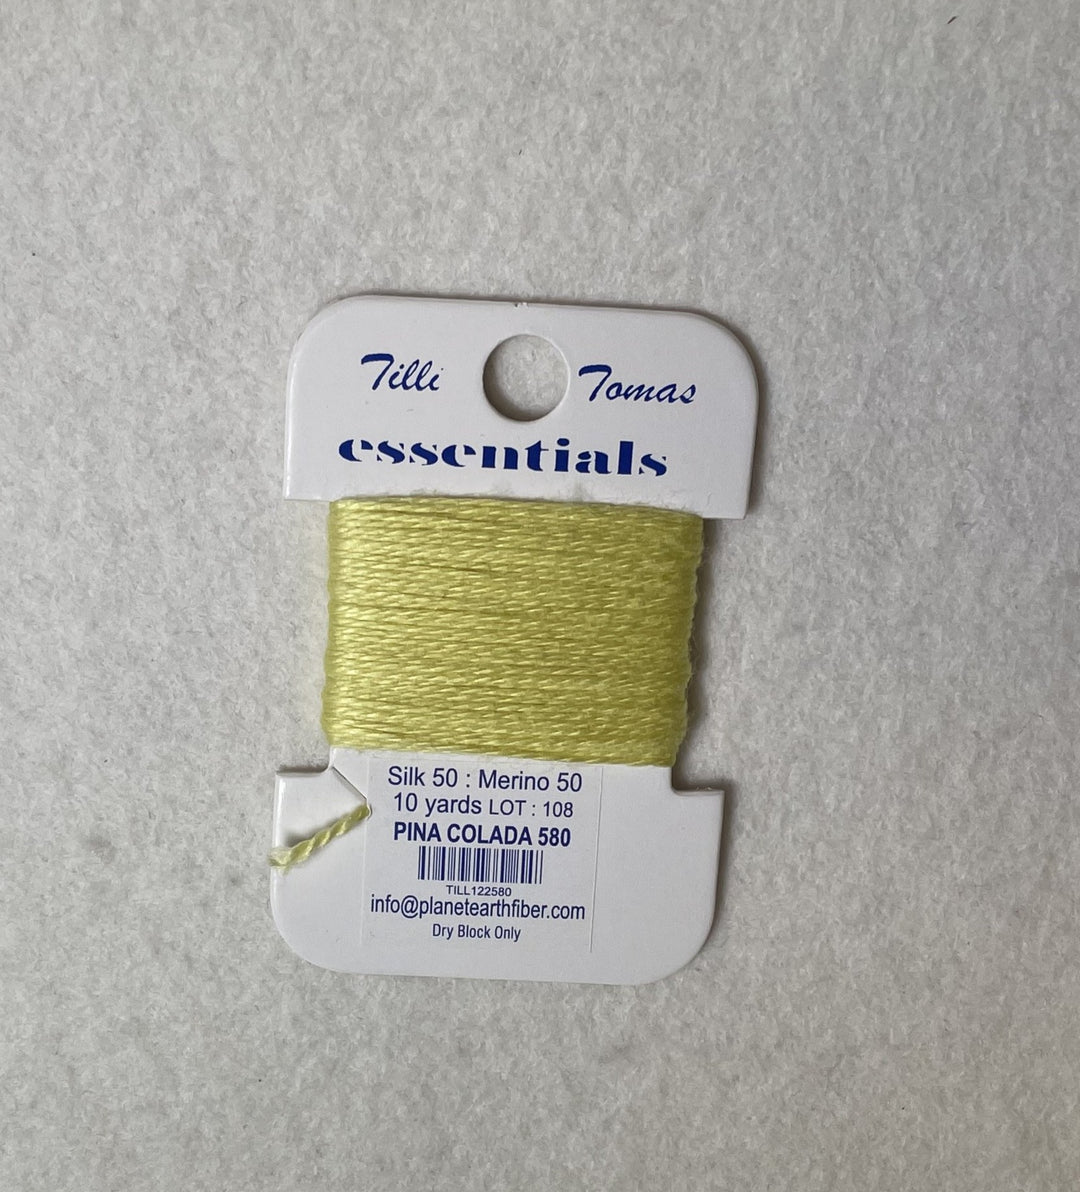 Tilli Tomas
essentials
Silk 50 : Merino 50
10 yards LOT : 108
PINA COLADA 580
TILL122580
info@planetearthfiber.com
Dry Block Only